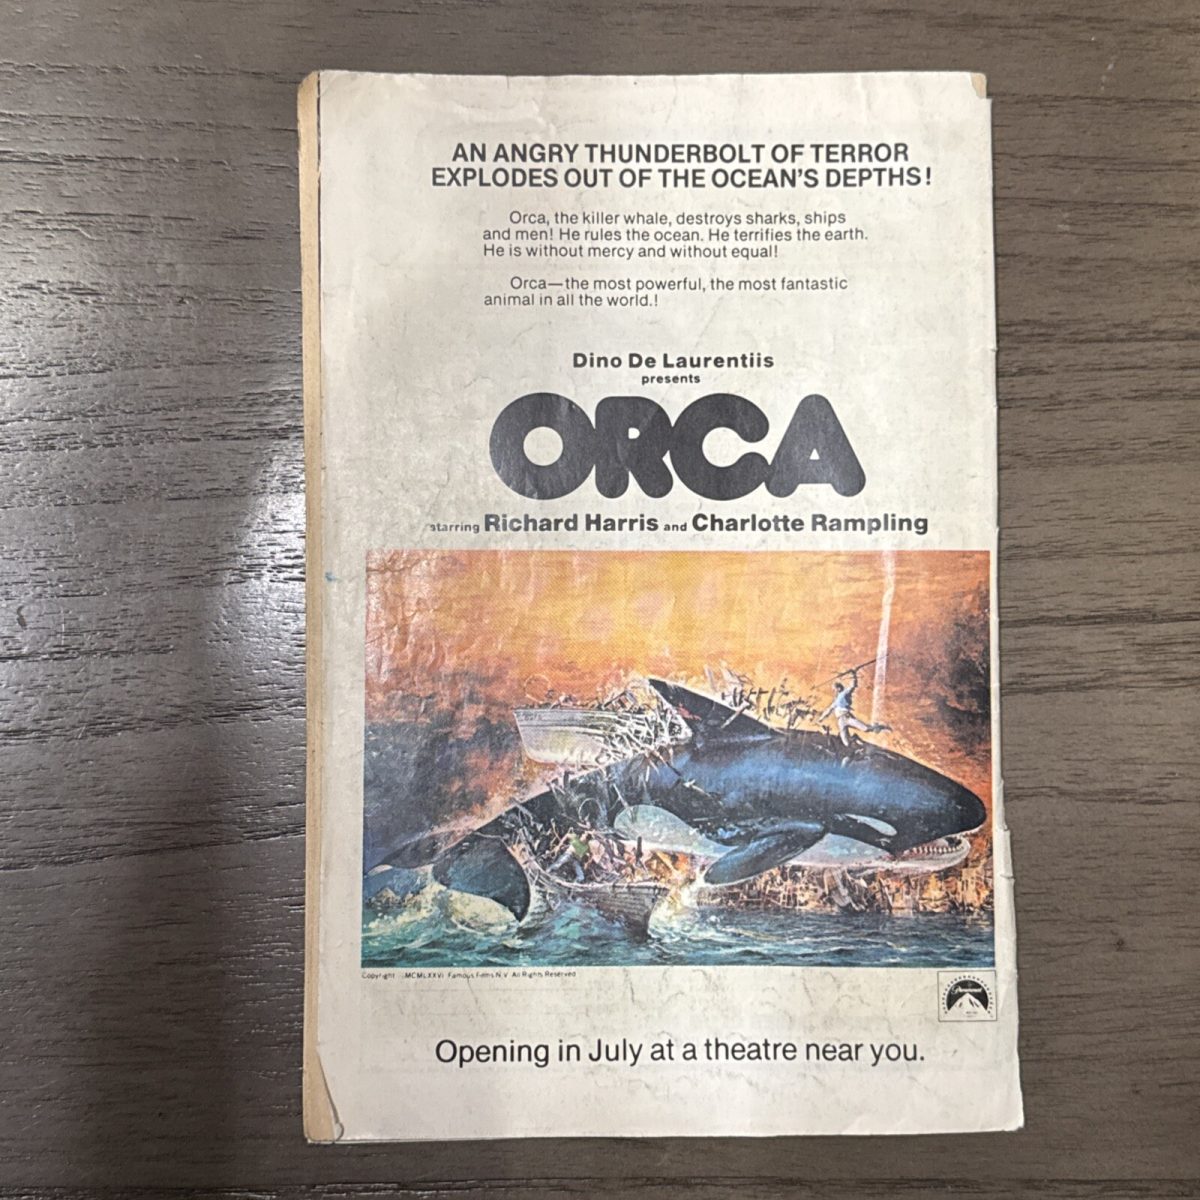 AN ANGRY THUNDERBOLT OF TERROR
EXPLODES OUT OF THE OCEAN'S DEPTHS!
Orca, the killer whale, destroys sharks, ships
and men! He rules the ocean. He terrifies the earth.
He is without mercy and without equal!
Orca—the most powerful, the most fantastic
animal in all the world.!
Dino De Laurentiis
presents
ORCA
starring Richard Harris and Charlotte Rampling
Copyright MCMLXXVI Famous Films N.V. All Rights Reserved
Paramount
Opening in July at a theatre near you.